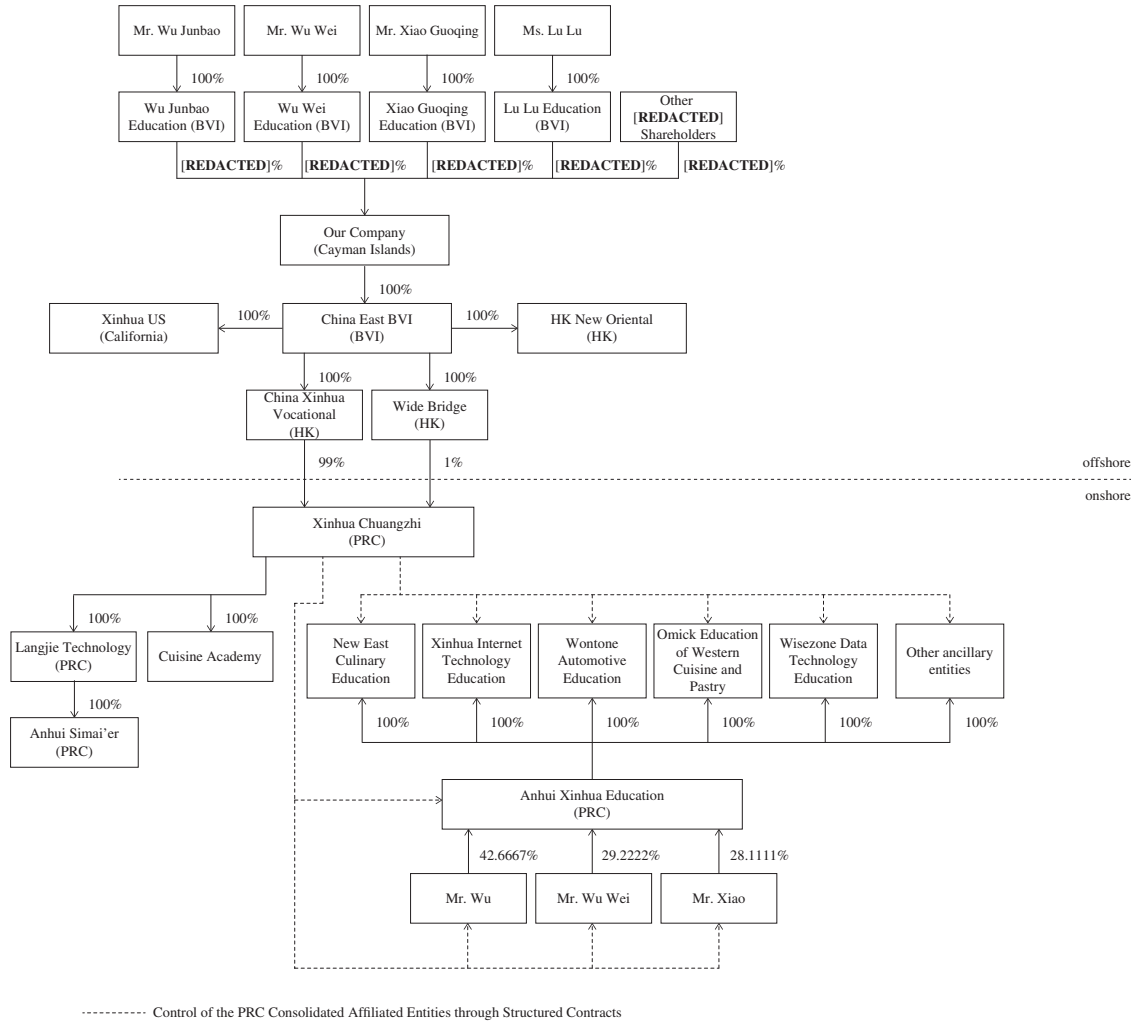 Mr. Wu Junbao
Mr. Wu Wei
Mr. Xiao Guoqing
Ms. Lu Lu
100%
100%
100%
100%
Wu Junbao
Education (BVI)
Wu Wei
Education (BVI)
Xiao Guoqing
Education (BVI)
Lu Lu Education
(BVI)
Other
[REDACTED]
Shareholders
[REDACTED]%
[REDACTED]%
[REDACTED]%
[REDACTED]%
[REDACTED]%
Our Company
(Cayman Islands)
100%
Xinhua US
(California)
100%
China East BVI
(BVI)
100%
HK New Oriental
(HK)
100%
100%
China Xinhua
Vocational
(HK)
Wide Bridge
(HK)
99%
1%
offshore
onshore
Xinhua Chuangzhi
(PRC)
100%
100%
Langjie Technology
(PRC)
Cuisine Academy
New East
Culinary
Education
Xinhua Internet
Technology
Education
Wontone
Automotive
Education
Omick Education
of Western
Cuisine and
Pastry
Wisezone Data
Technology
Education
Other ancillary
entities
100%
100%
100%
100%
100%
100%
100%
Anhui Simai'er
(PRC)
Anhui Xinhua Education
(PRC)
42.6667%
29.2222%
28.1111%
Mr. Wu
Mr. Wu Wei
Mr. Xiao
Control of the PRC Consolidated Affiliated Entities through Structured Contracts